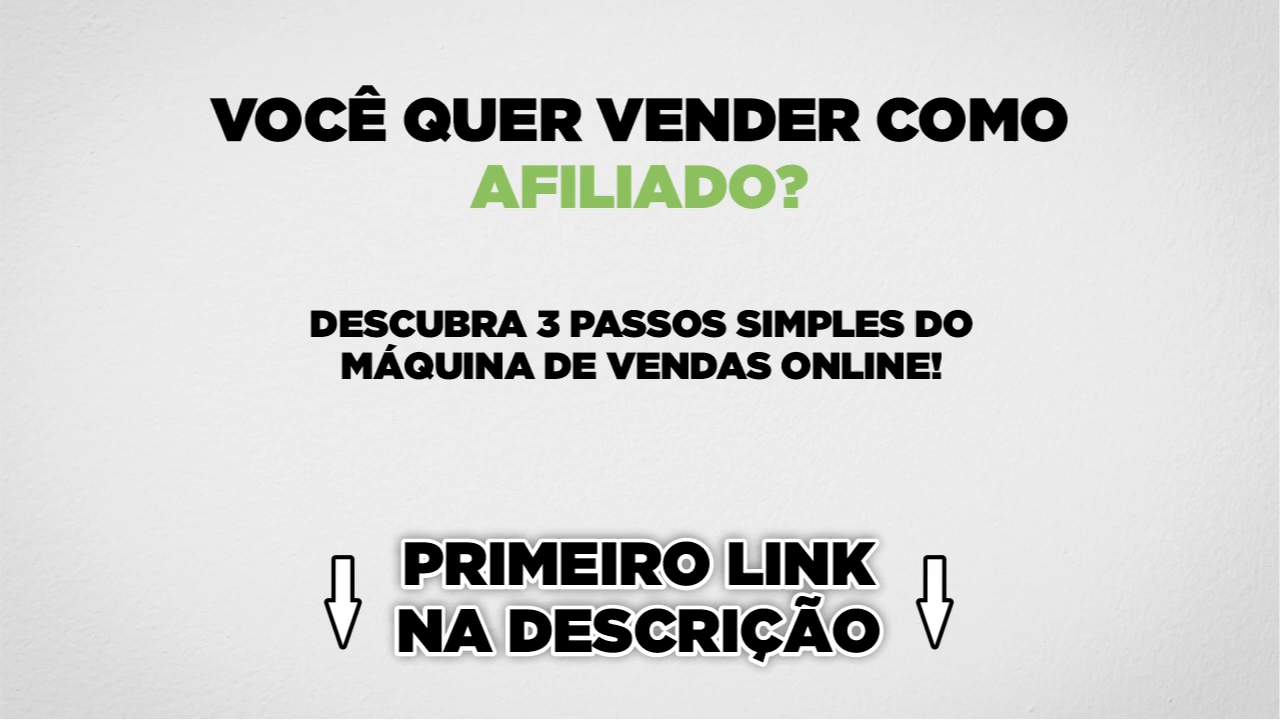 VOCÊ QUER VENDER COMO
AFILIADO?
DESCUBRA 3 PASSOS SIMPLES DO
MÁQUINA DE VENDAS ONLINE!
PRIMEIRO LINK
NA DESCRIÇÃO